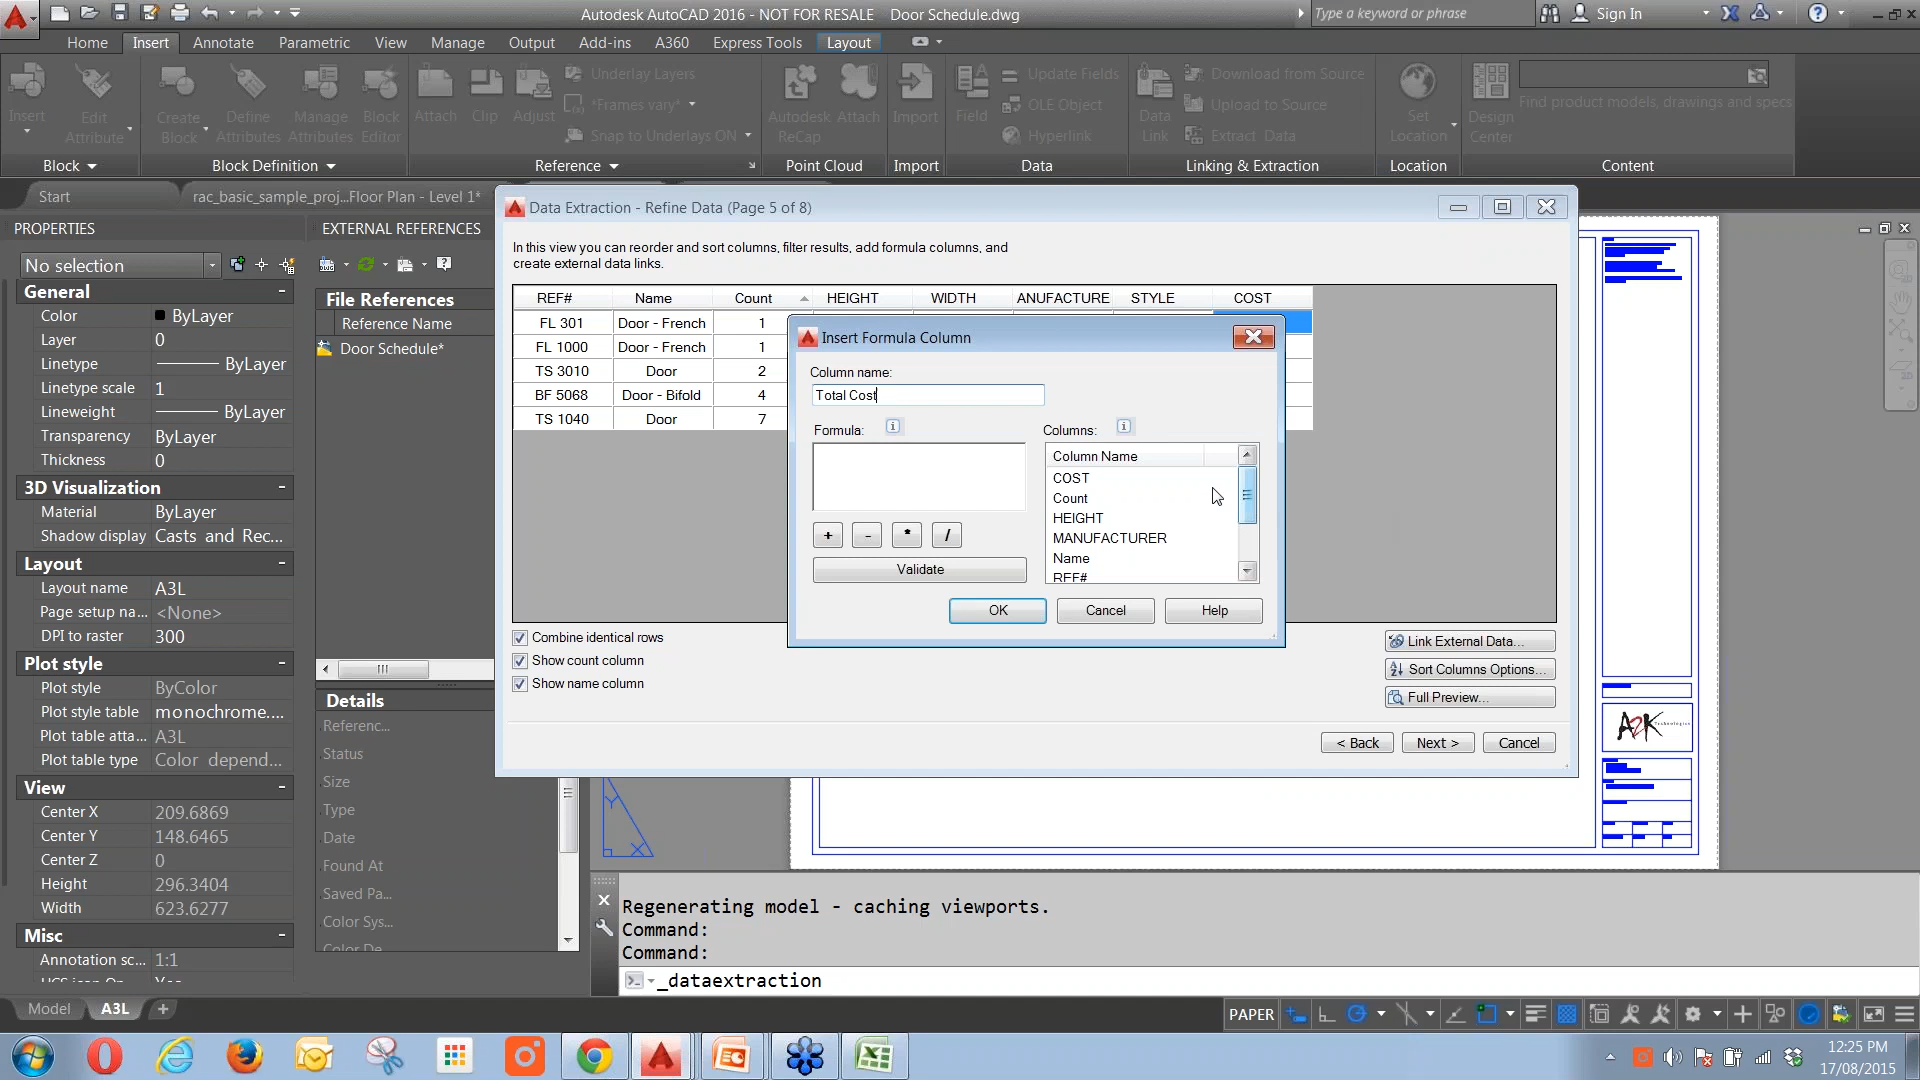 Autodesk AutoCAD 2016 - NOT FOR RESALE Door Schedule.dwg
Type a keyword or phrase
Sign In
Home Insert Annotate Parametric View Manage Output Add-ins A360 Express Tools Layout
Insert
Edit Attribute
Create Block
Define Attributes
Manage Attributes
Block Editor
Attach
Clip
Adjust
Underlay Layers
*Frames vary*
Snap to Underlays ON
Autodesk ReCap
Attach
Import
Field
Update Fields
OLE Object
Hyperlink
Data Link
Download from Source
Upload to Source
Extract Data
Set Location
Design Center
Find product models, drawings and specs
Block
Block Definition
Reference
Point Cloud
Import
Data
Linking & Extraction
Location
Content
Start
rac_basic_sample_proj...Floor Plan - Level 1*
PROPERTIES
No selection
General
Color ByLayer
Layer 0
Linetype ByLayer
Linetype scale 1
Lineweight ByLayer
Transparency ByLayer
Thickness 0
3D Visualization
Material ByLayer
Shadow display Casts and Rec...
Layout
Layout name A3L
Page setup na... <None>
DPI to raster 300
Plot style
Plot style ByColor
Plot style table monochrome....
Plot table atta... A3L
Plot table type Color depend...
View
Center X 209.6869
Center Y 148.6465
Center Z 0
Height 296.3404
Width 623.6277
Misc
Annotation sc... 1:1
EXTERNAL REFERENCES
File References
Reference Name
Door Schedule*
Details
Referenc...
Status
Size
Type
Date
Found At
Saved Pa...
Color Sys...
Color De...
Data Extraction - Refine Data (Page 5 of 8)
In this view you can reorder and sort columns, filter results, add formula columns, and
create external data links.
REF# Name Count HEIGHT WIDTH ANUFACTURE STYLE COST
FL 301 Door - French 1
FL 1000 Door - French 1
TS 3010 Door 2
BF 5068 Door - Bifold 4
TS 1040 Door 7
Insert Formula Column
Column name:
Total Cost
Formula:
Columns:
Column Name
COST
Count
HEIGHT
MANUFACTURER
Name
REF#
+ - * /
Validate
OK Cancel Help
Combine identical rows
Show count column
Show name column
Link External Data...
Sort Columns Options...
Full Preview...
< Back Next > Cancel
Y
X
A2K
Regenerating model - caching viewports.
Command:
Command:
_dataextraction
Model A3L +
PAPER
12:25 PM
17/08/2015